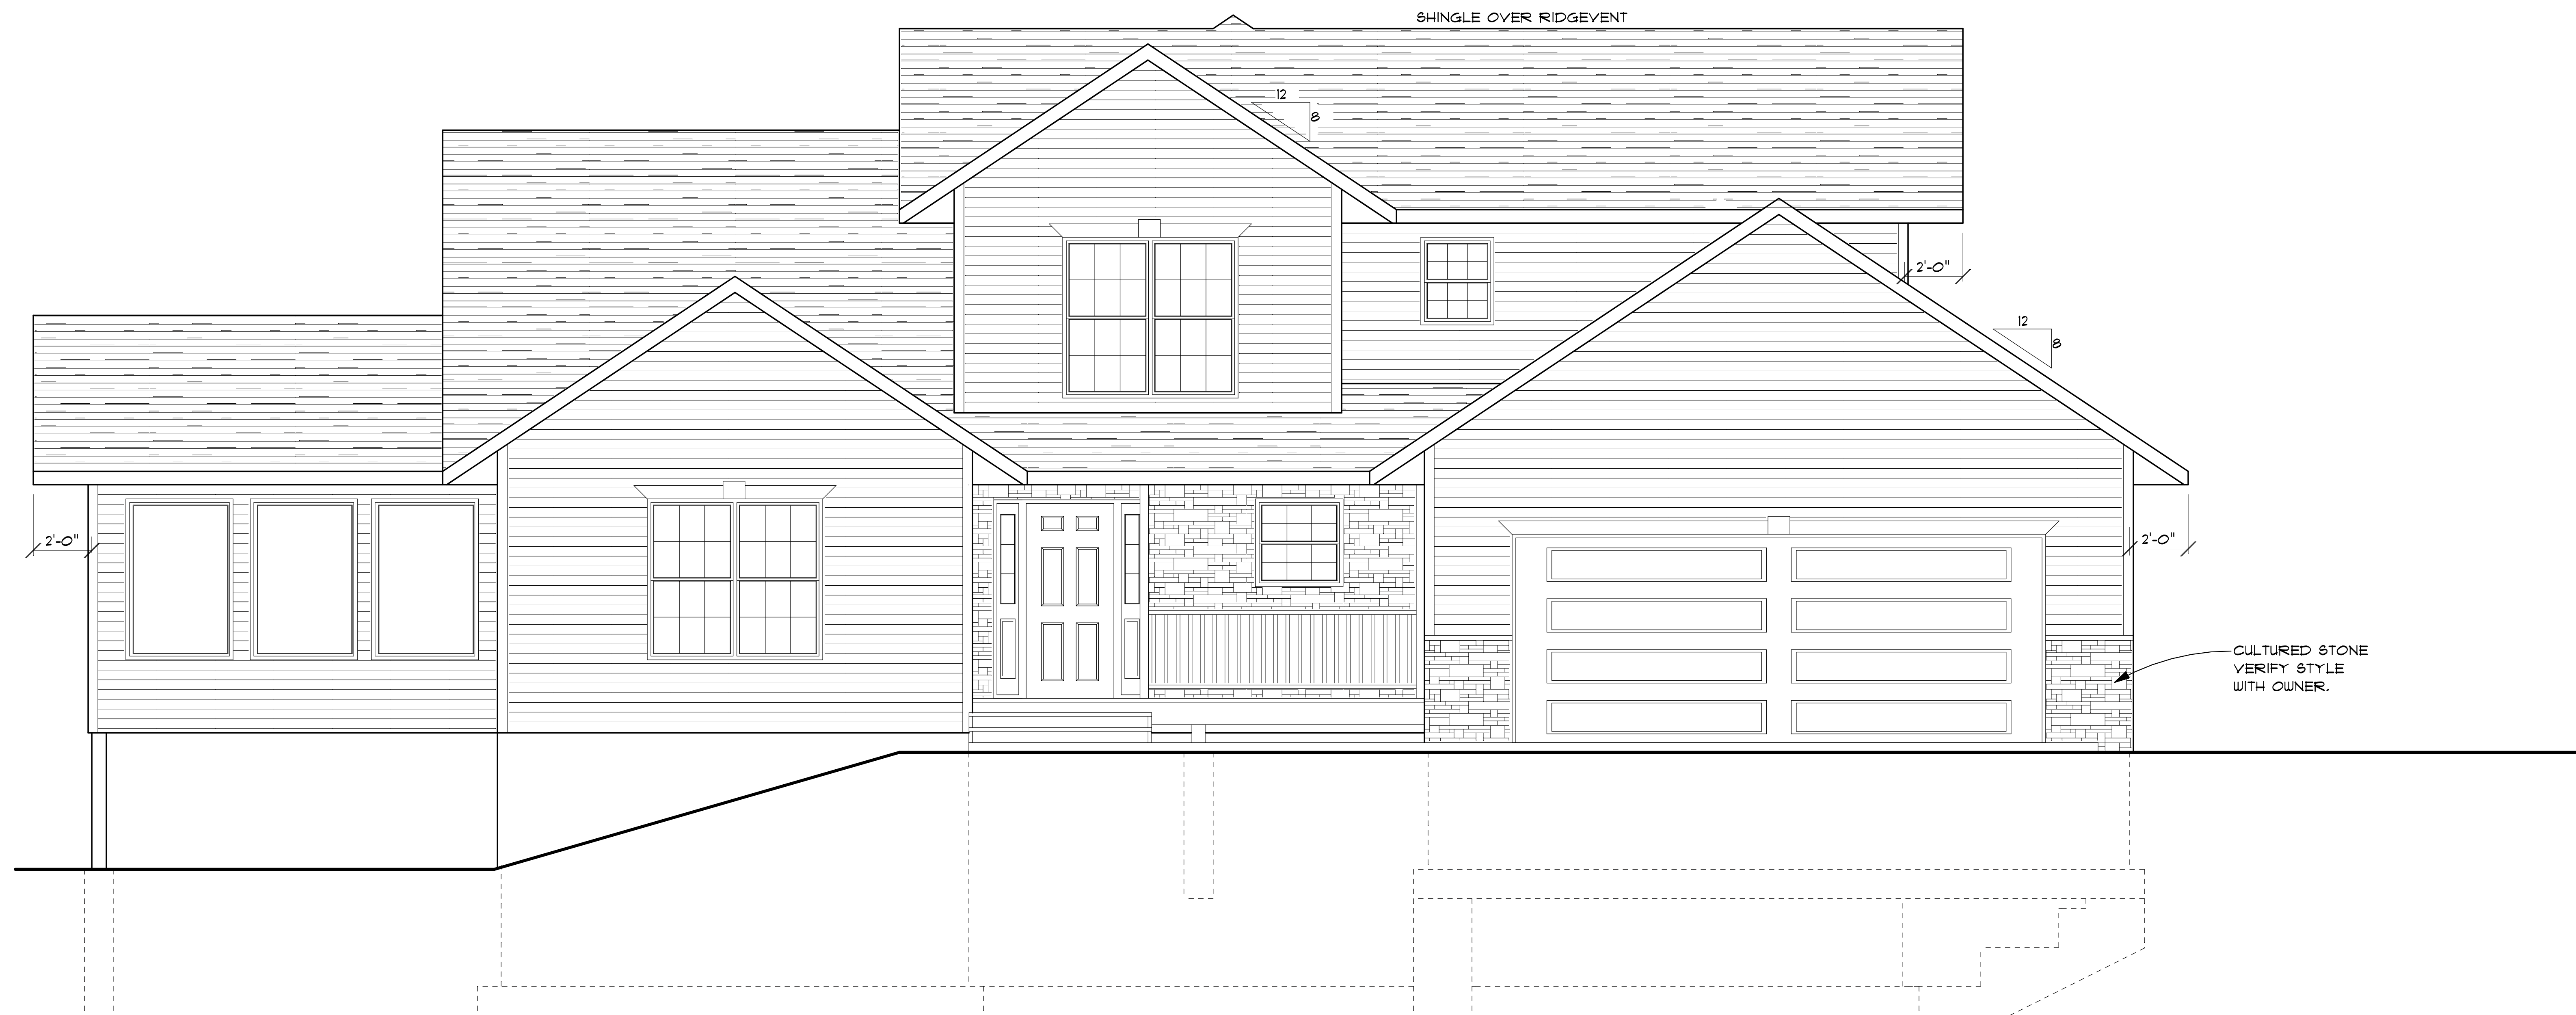 SHINGLE OVER RIDGEVENT
12
8
2'-0"
12
8
2'-0"
2'-0"
CULTURED STONE
VERIFY STYLE
WITH OWNER.